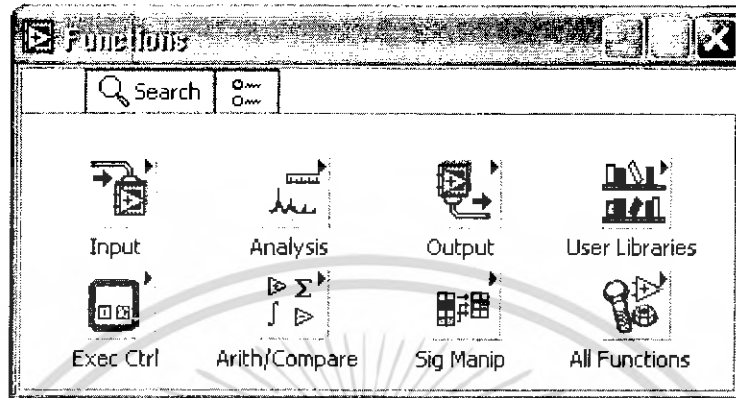 Functions
Search
Input Analysis Output User Libraries
Exec Ctrl Arith/Compare Sig Manip All Functions